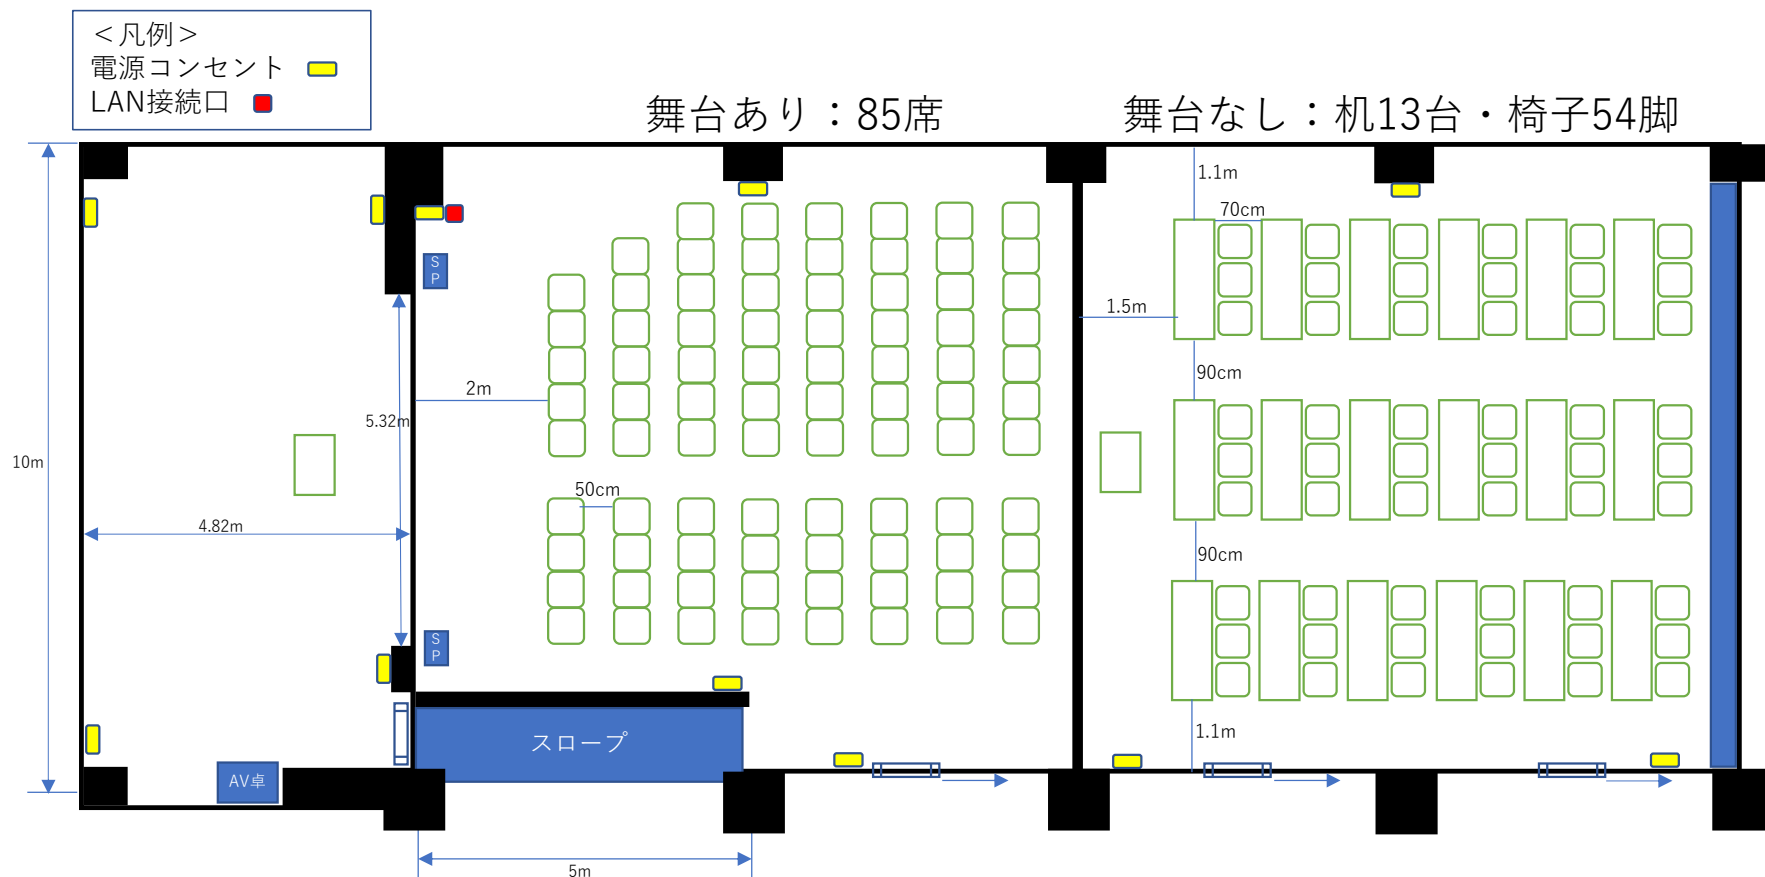 ＜凡例＞
電源コンセント
LAN接続口
舞台あり：85席
舞台なし：机13台・椅子54脚
1.1m
70cm
SP
1.5m
90cm
2m
5.32m
10m
50cm
4.82m
90cm
SP
1.1m
スロープ
AV卓
5m